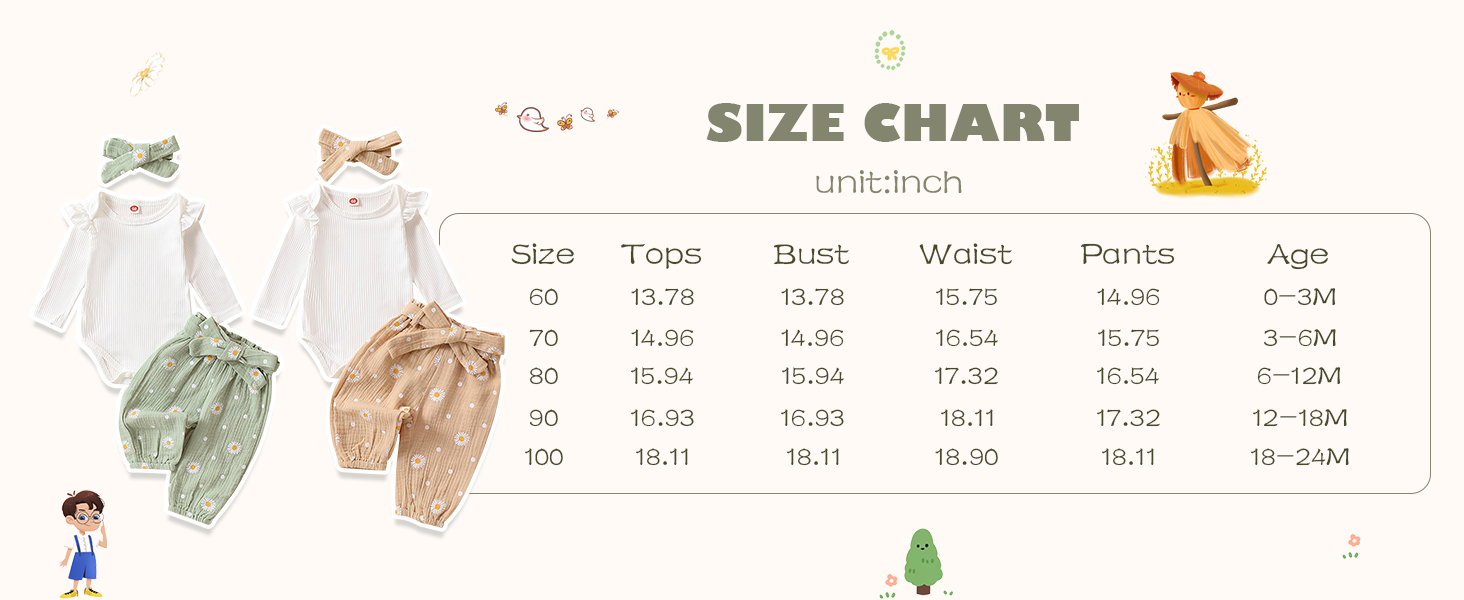 SIZE CHART
unit:inch
Size Tops Bust Waist Pants Age
60 13.78 13.78 15.75 14.96 0-3M
70 14.96 14.96 16.54 15.75 3-6M
80 15.94 15.94 17.32 16.54 6-12M
90 16.93 16.93 18.11 17.32 12-18M
100 18.11 18.11 18.90 18.11 18-24M